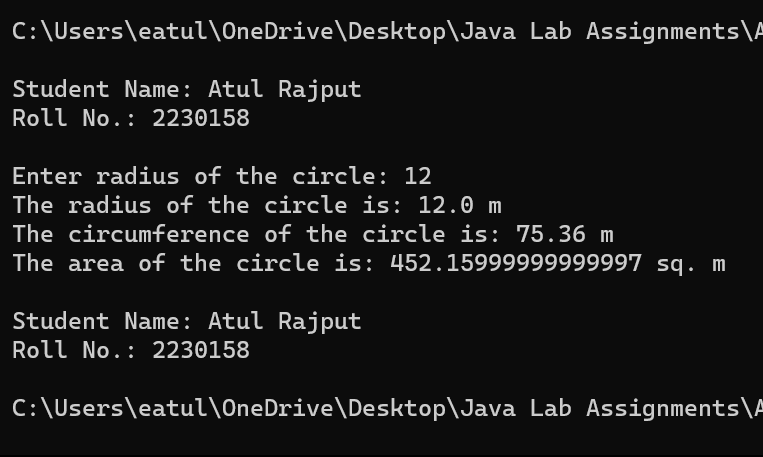 C:\Users\eatul\OneDrive\Desktop\Java Lab Assignments\A
Student Name: Atul Rajput
Roll No.: 2230158
Enter radius of the circle: 12
The radius of the circle is: 12.0 m
The circumference of the circle is: 75.36 m
The area of the circle is: 452.15999999999997 sq. m
Student Name: Atul Rajput
Roll No.: 2230158
C:\Users\eatul\OneDrive\Desktop\Java Lab Assignments\A